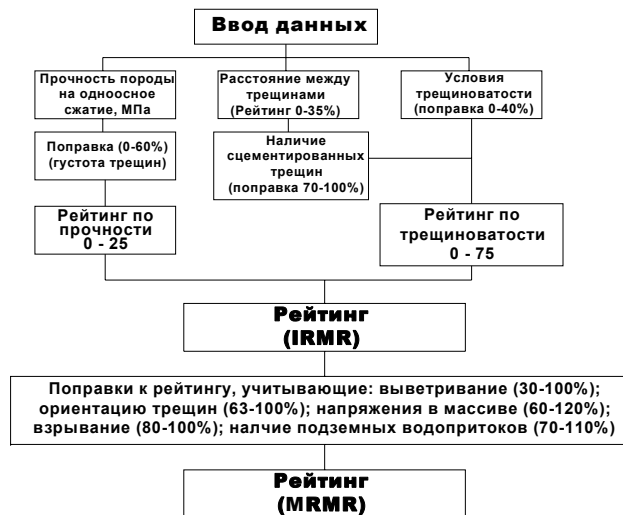 Ввод данных
Прочность породы
на одноосное
сжатие, МПа
Расстояние между
трещинами
(Рейтинг 0-35%)
Условия
трещиноватости
(поправка 0-40%)
Поправка (0-60%)
(густота трещин)
Наличие
сцементированных
трещин
(поправка 70-100%)
Рейтинг по
прочности
0 - 25
Рейтинг по
трещиноватости
0 - 75
Рейтинг
(IRMR)
Поправки к рейтингу, учитывающие: выветривание (30-100%);
ориентацию трещин (63-100%); напряжения в массиве (60-120%);
взрывание (80-100%); налчие подземных водопритоков (70-110%)
Рейтинг
(MRMR)